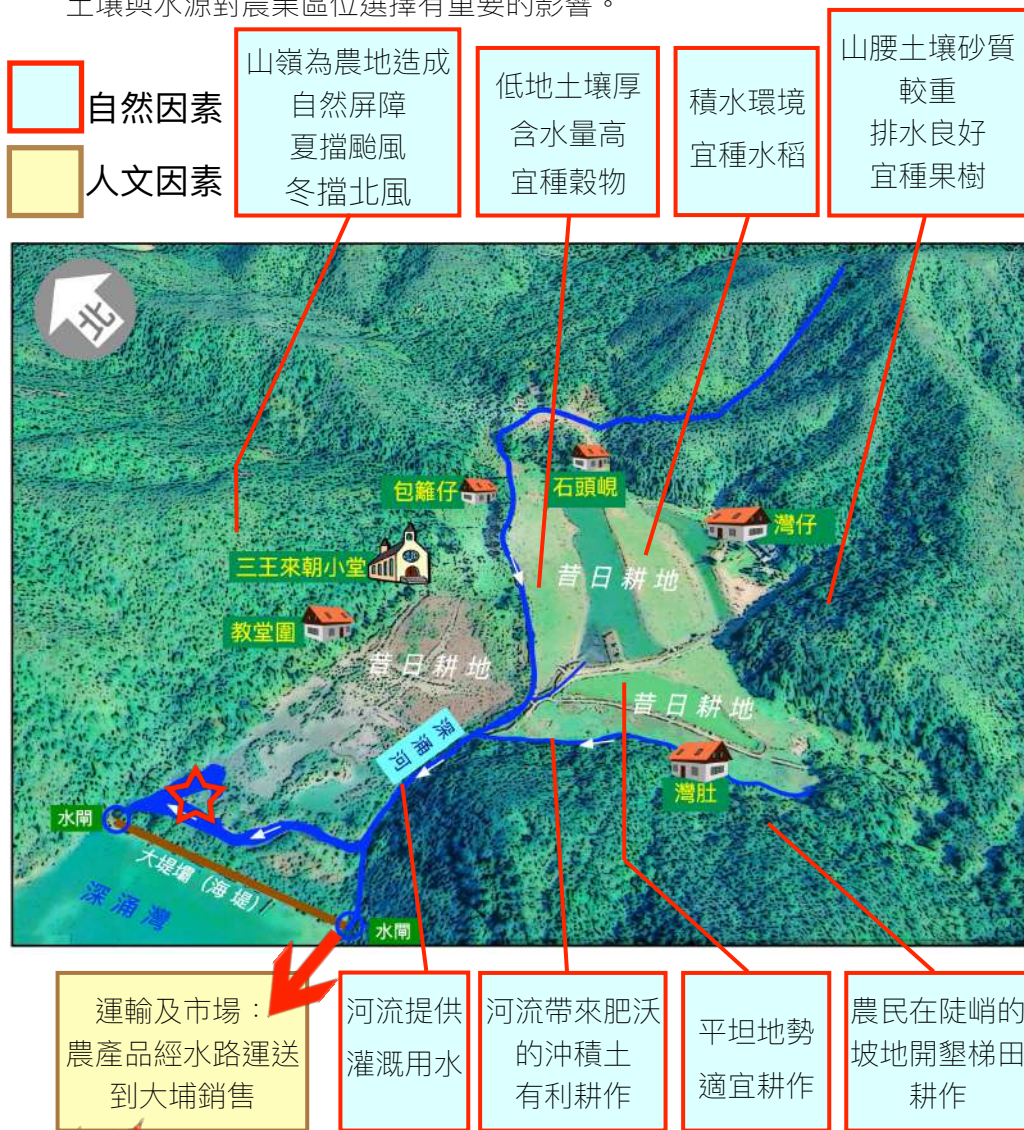 土壤與水源對農業區位選擇有重要的影響。
自然因素
人文因素
山嶺為農地造成
自然屏障
夏擋颱風
冬擋北風
低地土壤厚
含水量高
宜種穀物
積水環境
宜種水稻
山腰土壤砂質
較重
排水良好
宜種果樹
北
包籬仔
石頭峴
灣仔
三王來朝小堂
昔日耕地
教堂圍
昔日耕地
昔日耕地
深涌河
灣肚
水閘
大堤壩（海堤）
深涌灣
水閘
運輸及市場：
農產品經水路運送
到大埔銷售
河流提供
灌溉用水
河流帶來肥沃
的沖積土
有利耕作
平坦地勢
適宜耕作
農民在陡峭的
坡地開墾梯田
耕作